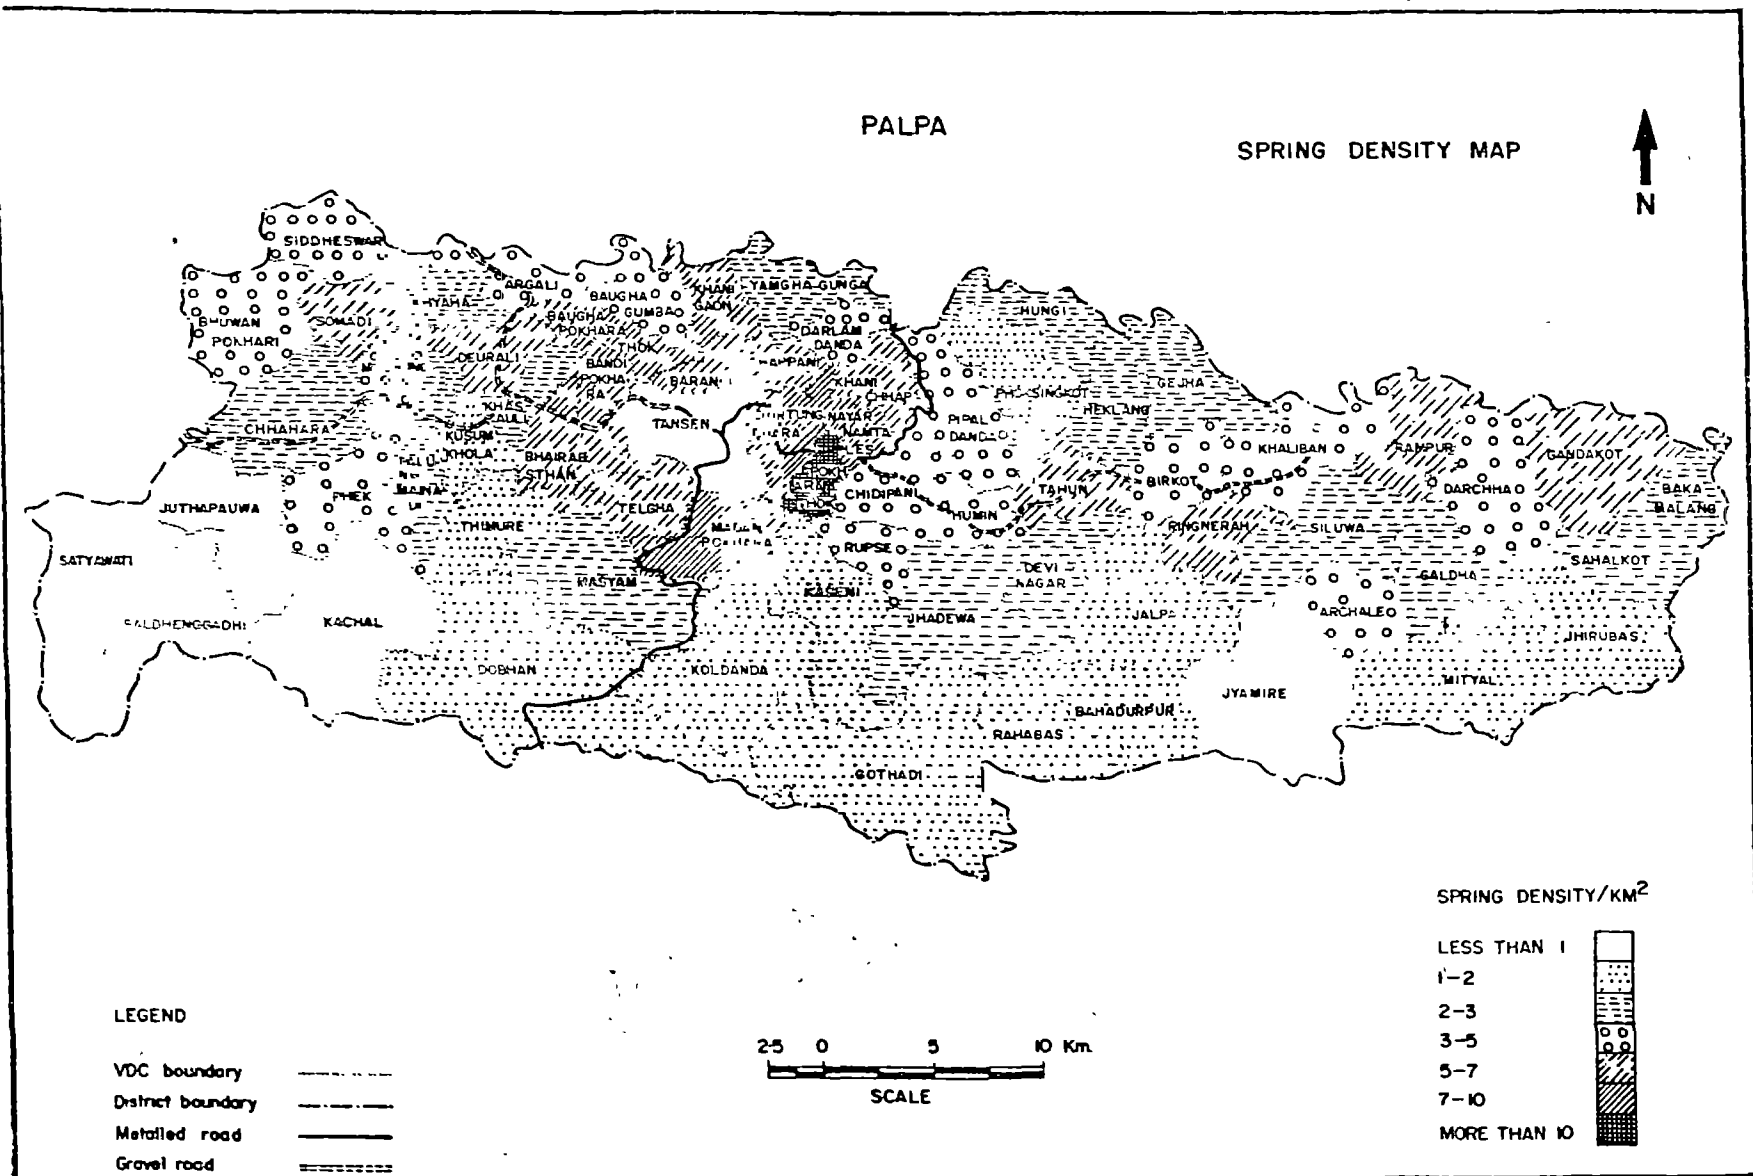 PALPA
SPRING DENSITY MAP
N
SIDDHESWAR
ARGALI
BAUGHA
GUMBA
KHANI
GAON
YAMGHA-GUNGA
HUNGI
BHUWAN
POKHARI
SOMADI
BAUGHA
POKHARA
THOK
DARLAM
DANDA
DEURALI
BANDI
POKHA
RA
BARAN
KHANI
CHHAP
GEJHA
HEKLANG
CHHAHARA
KUSUM
KHOLA
TANSEN
NAYAR
NAMTA
PIPAL
DANDA
KHALIBAN
RANPUR
GANDAKOT
BHAIRAB
STHAN
PHEK
JUTHAPAUWA
THIMURE
TELGHA
CHIDIPANI
HUMIN
TAHUN
BIRKOT
RINGNERAH
SILUWA
DARCHHA
BAKA
MALANG
SATYAWATI
MASYAM
RUPSE
KASENI
DEVI
NAGAR
JHADEWA
JALPA
ARCHALE
GALDHA
SAHALKOT
KACHAL
DOBHAN
KOLDANDA
JHIRUBAS
MITYAL
JYAMIRE
BAHADURPUR
RAHABAS
GOTHADI
SPRING DENSITY/KM²
LESS THAN 1
1-2
2-3
3-5
5-7
7-10
MORE THAN 10
LEGEND
VDC boundary
District boundary
Metalled road
Gravel road
2·5 0 5 10 Km.
SCALE